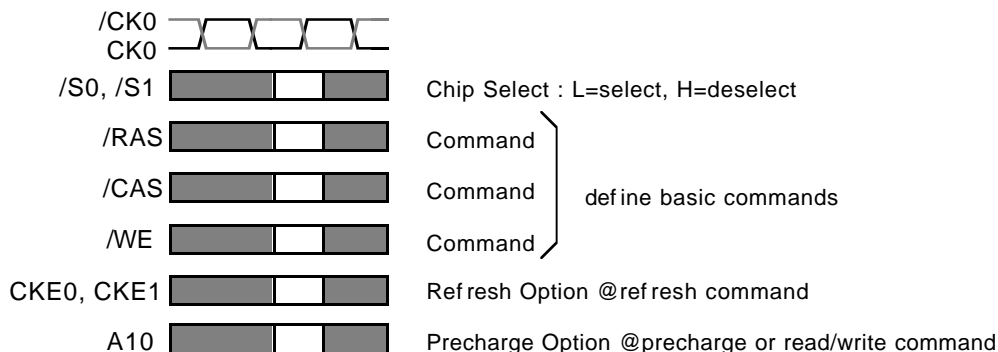 /CK0
CK0
/S0, /S1 Chip Select : L=select, H=deselect
/RAS Command
/CAS Command define basic commands
/WE Command
CKE0, CKE1 Refresh Option @refresh command
A10 Precharge Option @precharge or read/write command